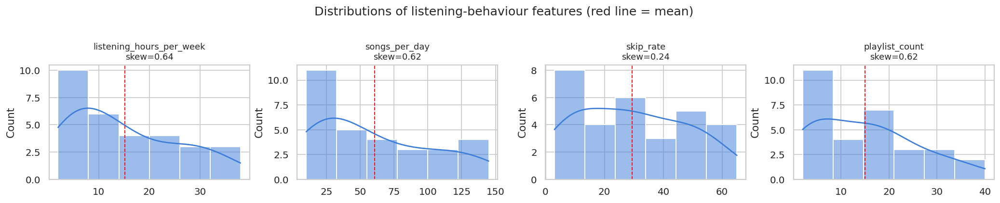 Distributions of listening-behaviour features (red line = mean)
listening_hours_per_week
skew=0.64
Count
10.0
7.5
5.0
2.5
0.0
10 20 30
songs_per_day
skew=0.62
Count
10.0
7.5
5.0
2.5
0.0
25 50 75 100 125 150
skip_rate
skew=0.24
Count
8
6
4
2
0
0 20 40 60
playlist_count
skew=0.62
Count
10.0
7.5
5.0
2.5
0.0
10 20 30 40